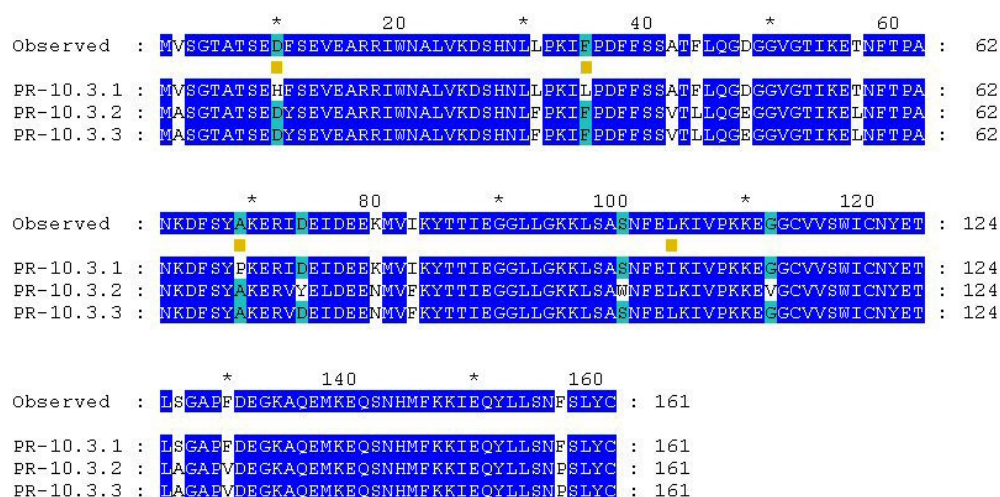 * 20 * 40 * 60
Observed : MVSGTATSEDFSEVEARRIWNALVKDSHNLLPKIFPDFFSSATFLQGDGGVGTIKETNFTPA : 62
PR-10.3.1 : MVSGTATSEHFSEVEARRIWNALVKDSHNLLPKILPDFFSSATFLQGDGGVGTIKETNFTPA : 62
PR-10.3.2 : MASGTATSEDYSEVEARRIWNALVKDSHNLFPKIFPDFFSSVTLLQGEGGVGTIKELNFTPA : 62
PR-10.3.3 : MASGTATSEDYSEVEARRIWNALVKDSHNLFPKIFPDFFSSVTLLQGEGGVGTIKELNFTPA : 62
* 80 * 100 * 120
Observed : NKDFSYAKERIDEIDEEKMVIKYTTIEGGLLGKKLSASNFELKIVPKKEGGCVVSWICNYET : 124
PR-10.3.1 : NKDFSYPKERIDEIDEEKMVIKYTTIEGGLLGKKLSASNFEIKIVPKKEGGCVVSWICNYET : 124
PR-10.3.2 : NKDFSYAKERVYELDEENMVFKYTTIEGGLLGKKLSAWNFELKIVPKKEVGCVVSWICNYET : 124
PR-10.3.3 : NKDFSYAKERVDEIDEENMVFKYTTIEGGLLGKKLSASNFELKIVPKKEGGCVVSWICNYET : 124
* 140 * 160
Observed : LSGAPFDEGKAQEMKEQSNHMFKKIEQYLLSNFSLYC : 161
PR-10.3.1 : LSGAPFDEGKAQEMKEQSNHMFKKIEQYLLSNFSLYC : 161
PR-10.3.2 : LAGAPVDEGKAQEMKEQSNHMFKKIEQYLLSNPSLYC : 161
PR-10.3.3 : LAGAPVDEGKAQEMKEQSNHMFKKIEQYLLSNPSLYC : 161